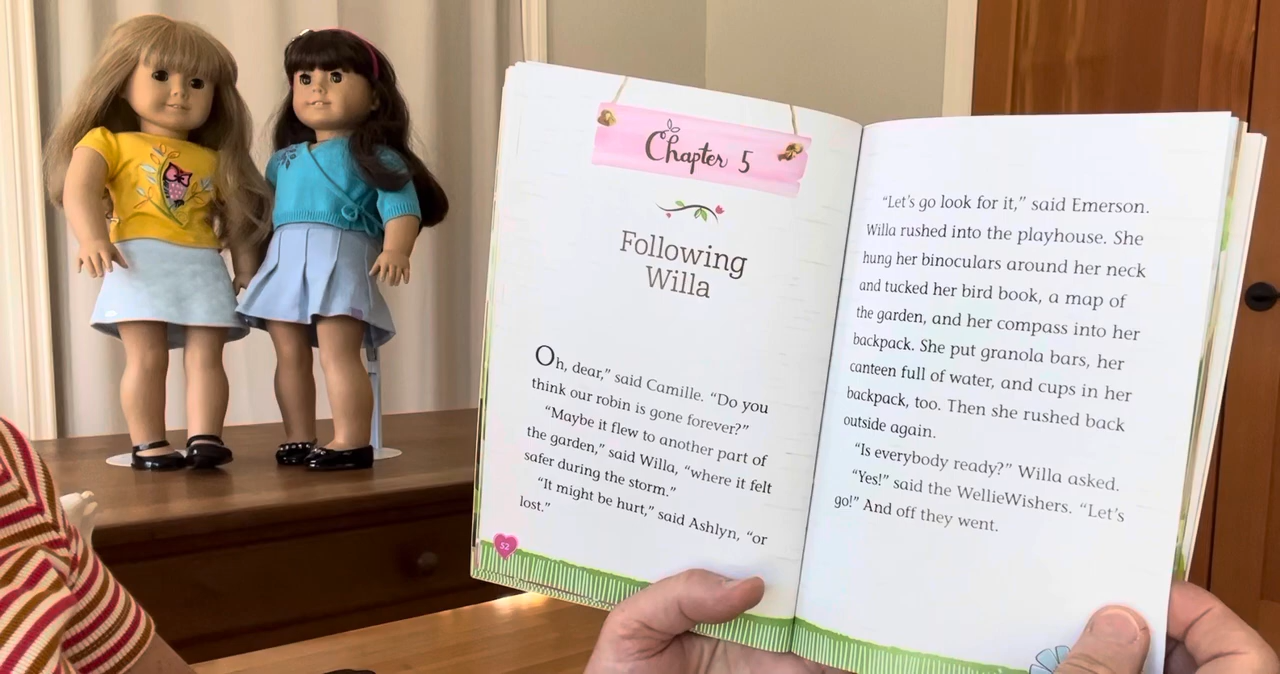 Chapter 5
Following
Willa
Oh, dear,” said Camille. “Do you
think our robin is gone forever?”
“Maybe it flew to another part of
the garden,” said Willa, “where it felt
safer during the storm.”
“It might be hurt,” said Ashlyn, “or
lost.”
52
“Let’s go look for it,” said Emerson.
Willa rushed into the playhouse. She
hung her binoculars around her neck
and tucked her bird book, a map of
the garden, and her compass into her
backpack. She put granola bars, her
canteen full of water, and cups in her
backpack, too. Then she rushed back
outside again.
“Is everybody ready?” Willa asked.
“Yes!” said the WellieWishers. “Let’s
go!” And off they went.